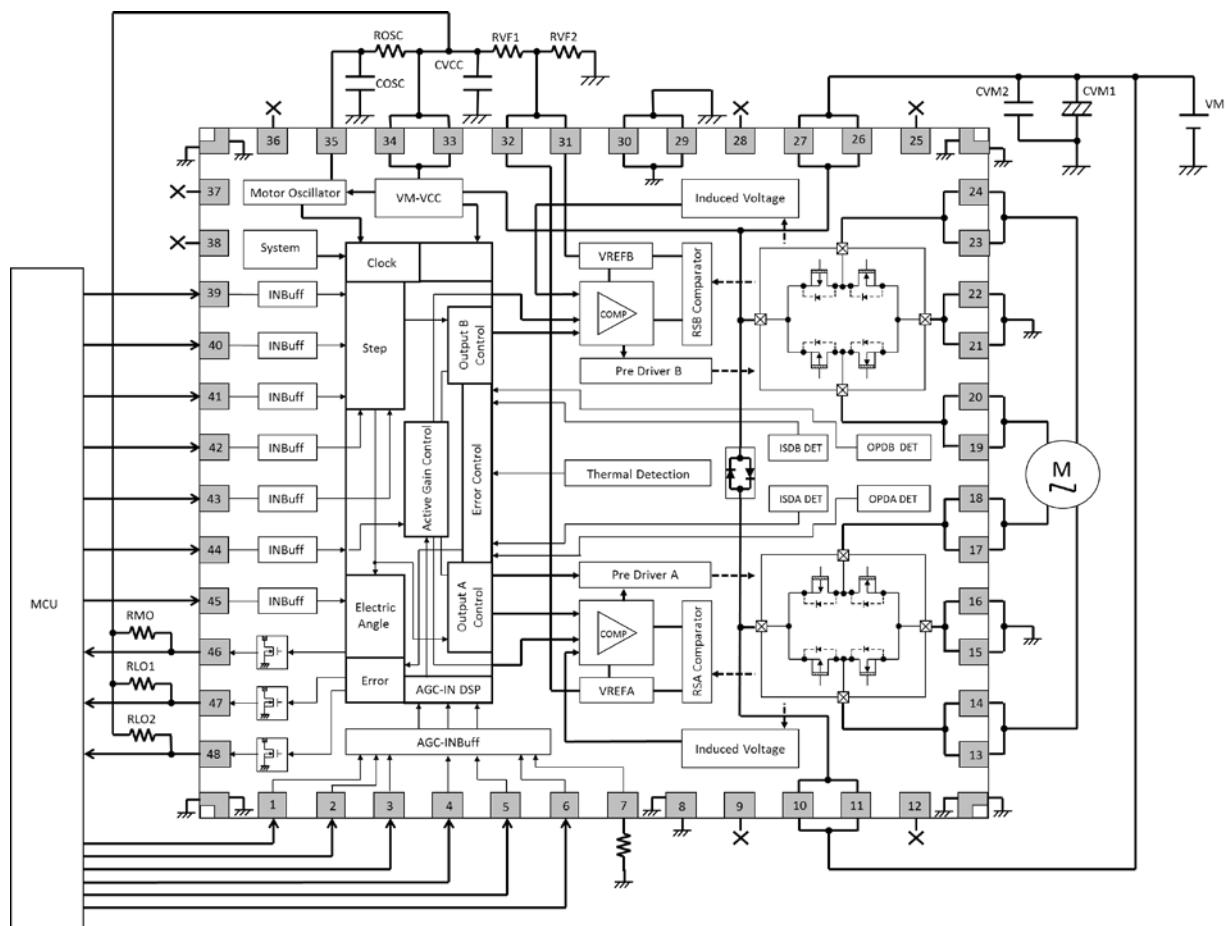 ROSC
RVF1
RVF2
COSC
CVCC
CVM2
CVM1
VM
36
35
34
33
32
31
30
29
28
27
26
25
37
Motor Oscillator
VM-VCC
Induced Voltage
24
38
System
Clock
VREFB
RSB Comparator
23
39
INBuff
COMP
22
40
INBuff
Step
Output B Control
Pre Driver B
21
41
INBuff
20
42
INBuff
Active Gain Control
Error Control
ISDB DET
OPDB DET
19
Thermal Detection
M
43
INBuff
ISDA DET
OPDA DET
18
44
INBuff
17
MCU
45
INBuff
Electric Angle
Output A Control
Pre Driver A
16
RMO
46
COMP
RSA Comparator
15
RLO1
47
Error
AGC-IN DSP
VREFA
14
RLO2
48
AGC-INBuff
Induced Voltage
13
1
2
3
4
5
6
7
8
9
10
11
12